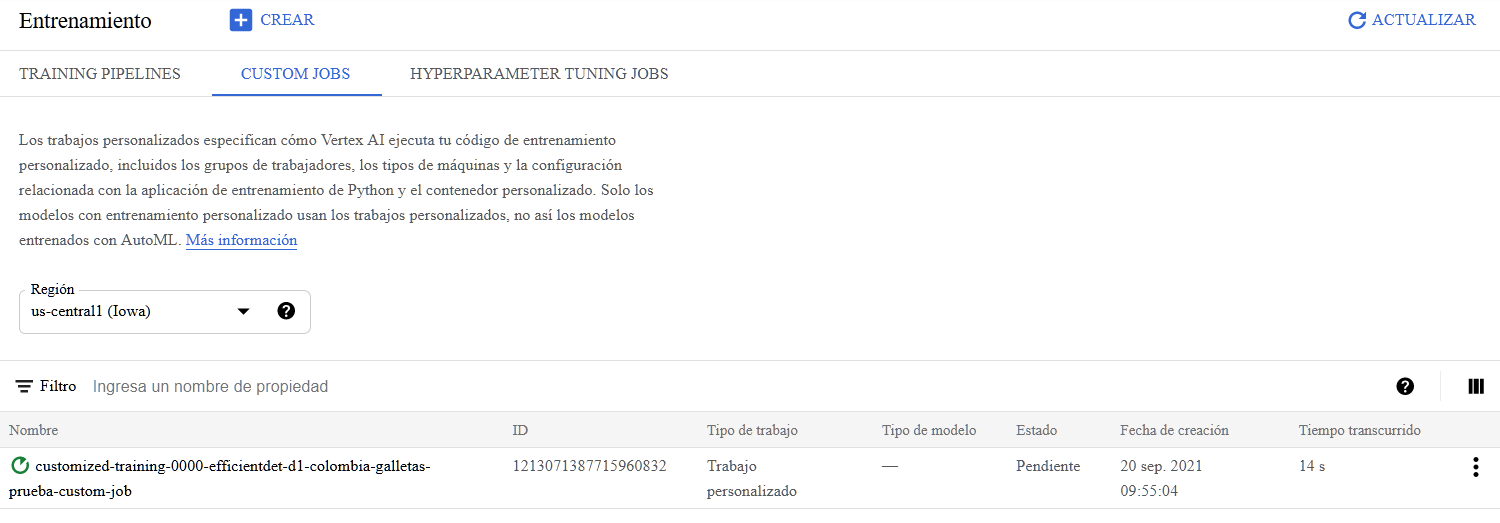 Entrenamiento
CREAR
ACTUALIZAR
TRAINING PIPELINES
CUSTOM JOBS
HYPERPARAMETER TUNING JOBS
Los trabajos personalizados especifican cómo Vertex AI ejecuta tu código de entrenamiento
personalizado, incluidos los grupos de trabajadores, los tipos de máquinas y la configuración
relacionada con la aplicación de entrenamiento de Python y el contenedor personalizado. Solo los
modelos con entrenamiento personalizado usan los trabajos personalizados, no así los modelos
entrenados con AutoML. Más información
Región
us-central1 (Iowa)
Filtro Ingresa un nombre de propiedad
Nombre ID Tipo de trabajo Tipo de modelo Estado Fecha de creación Tiempo transcurrido
customized-training-0000-efficientdet-d1-colombia-galletas- 1213071387715960832 Trabajo — Pendiente 20 sep. 2021 14 s
prueba-custom-job personalizado 09:55:04